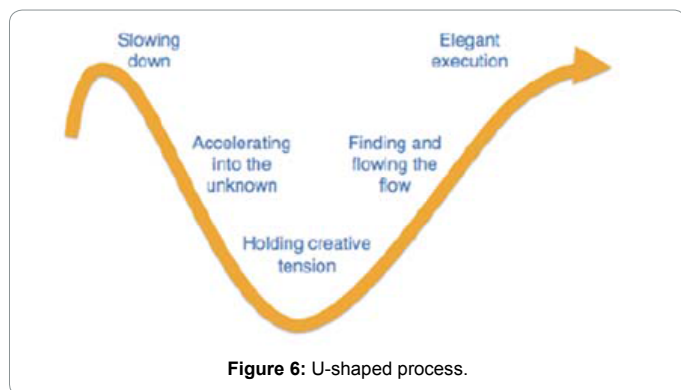 Slowing
down
Elegant
execution
Accelerating
into the
unknown
Finding and
flowing the
flow
Holding creative
tension
Figure 6: U-shaped process.